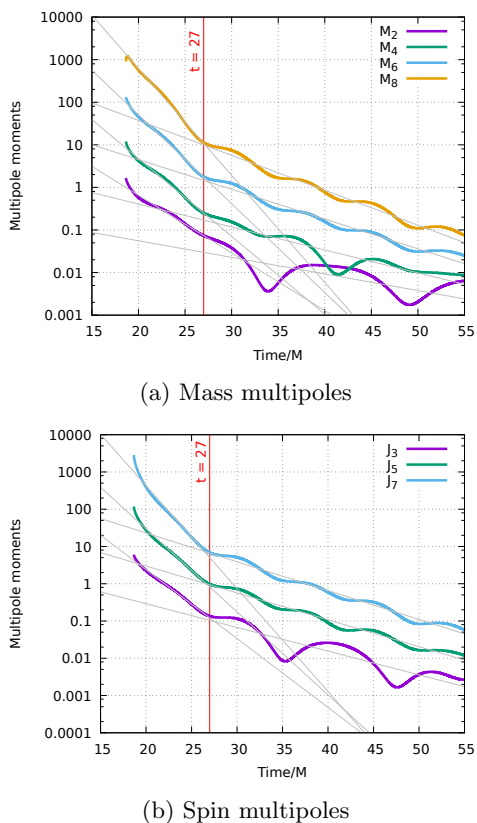 10000
1000
100
10
1
0.1
0.01
0.001
Multipole moments
t = 27
M2
M4
M6
M8
15 20 25 30 35 40 45 50 55
Time/M
(a) Mass multipoles
10000
1000
100
10
1
0.1
0.01
0.001
0.0001
Multipole moments
t = 27
J3
J5
J7
15 20 25 30 35 40 45 50 55
Time/M
(b) Spin multipoles